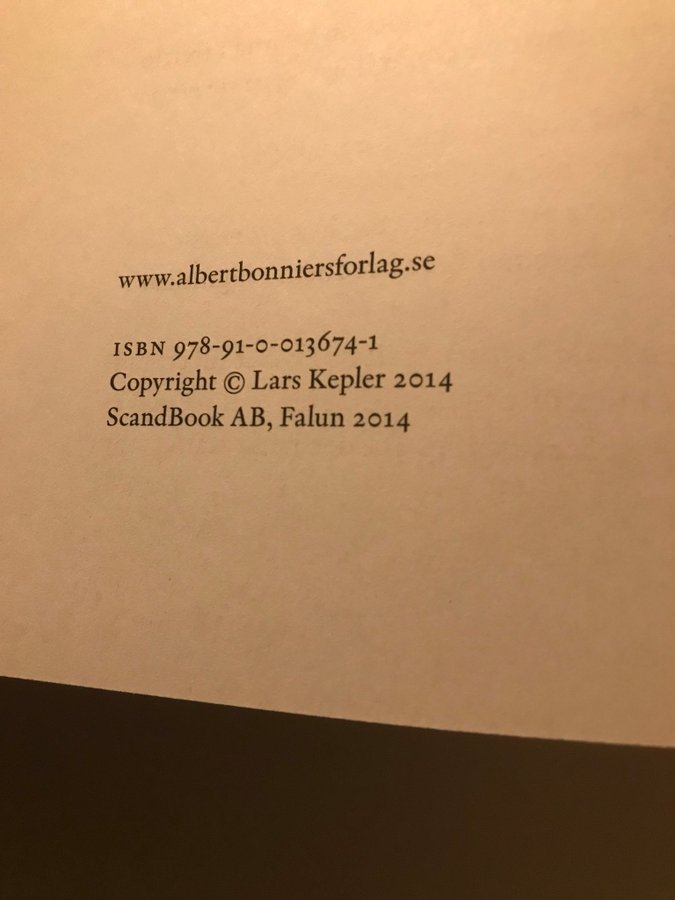 www.albertbonniersforlag.se
ISBN 978-91-0-013674-1
Copyright © Lars Kepler 2014
ScandBook AB, Falun 2014